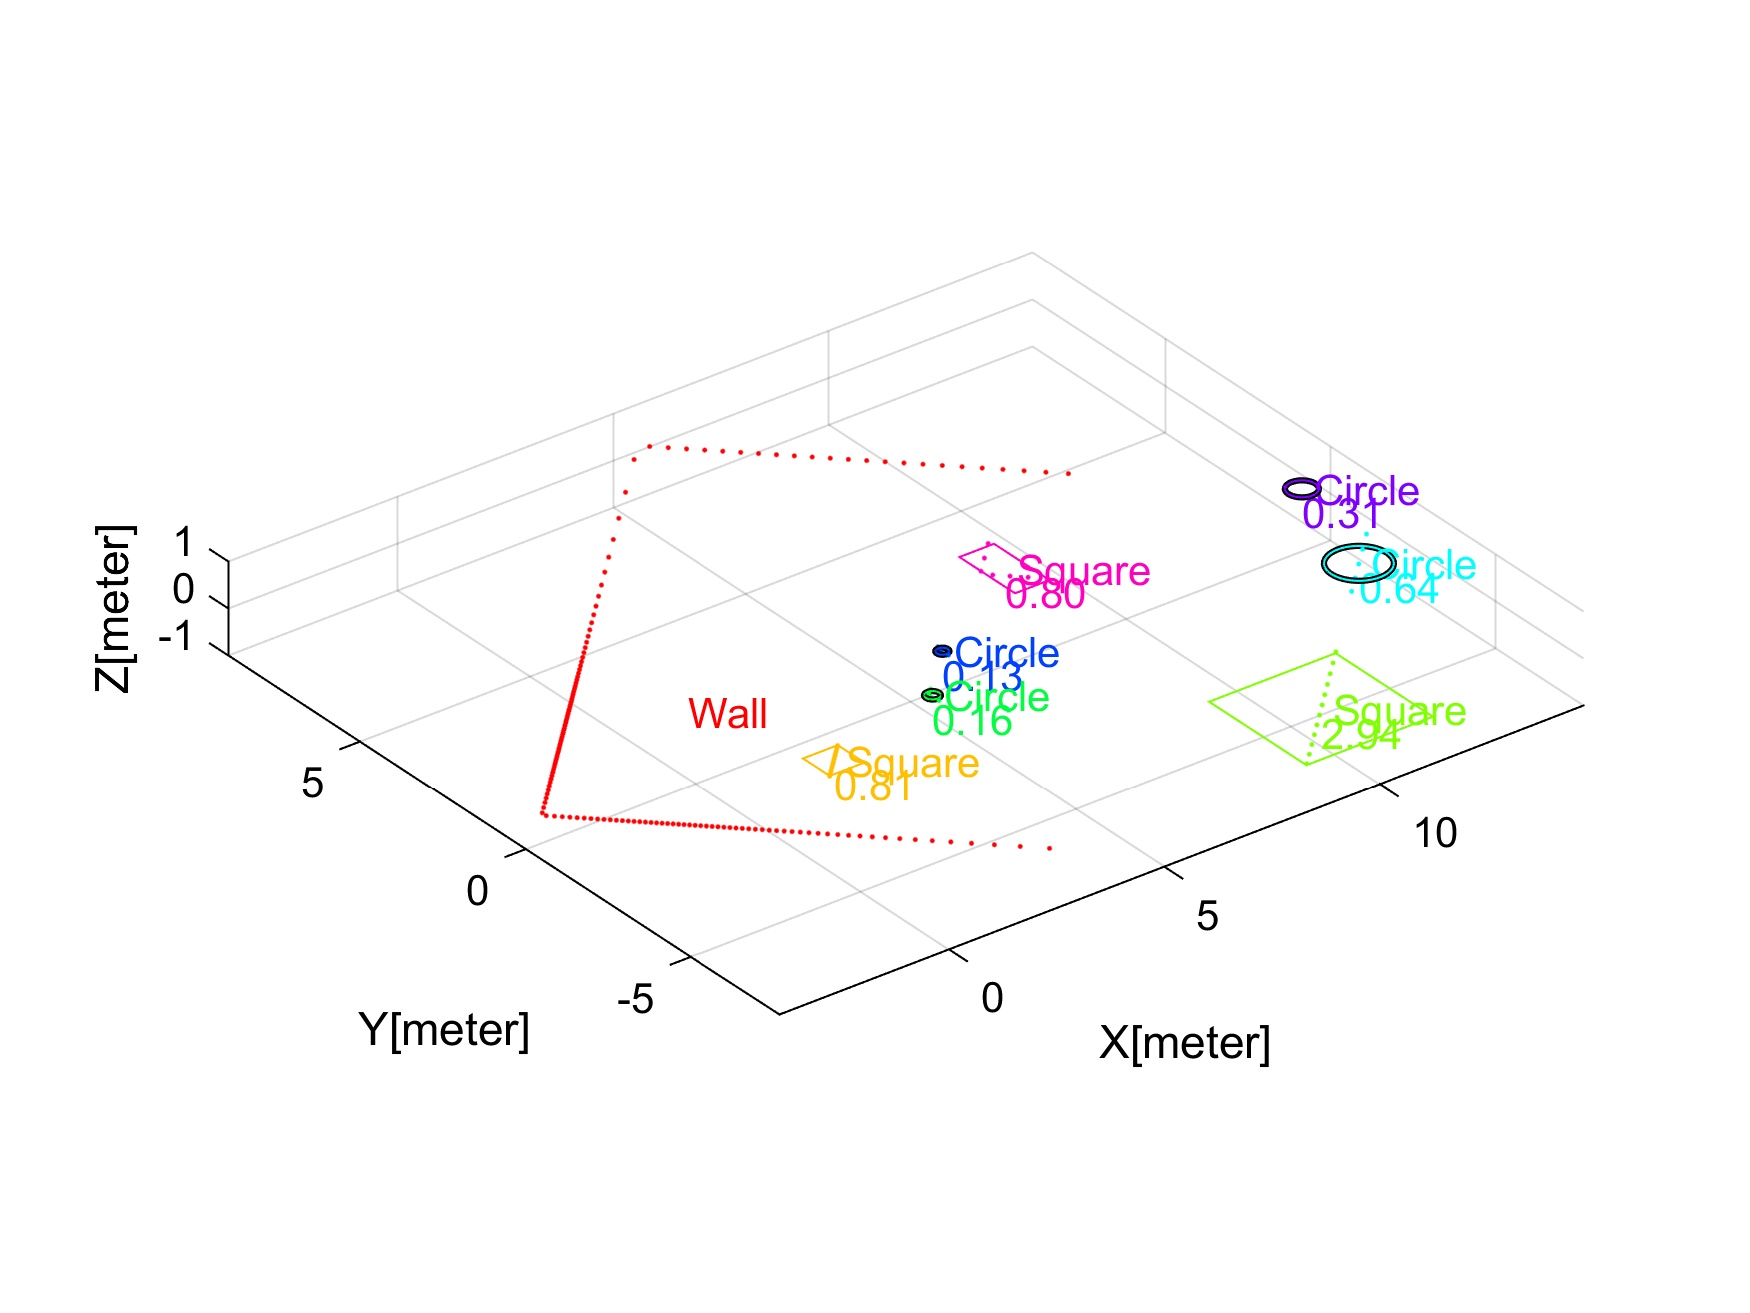 Circle
0.31
1
0
-1
Z[meter]
Circle
0.64
Square
0.80
Circle
0.13
Circle
0.16
Wall
Square
2.94
Square
0.81
5
0
-5
Y[meter]
10
5
0
X[meter]